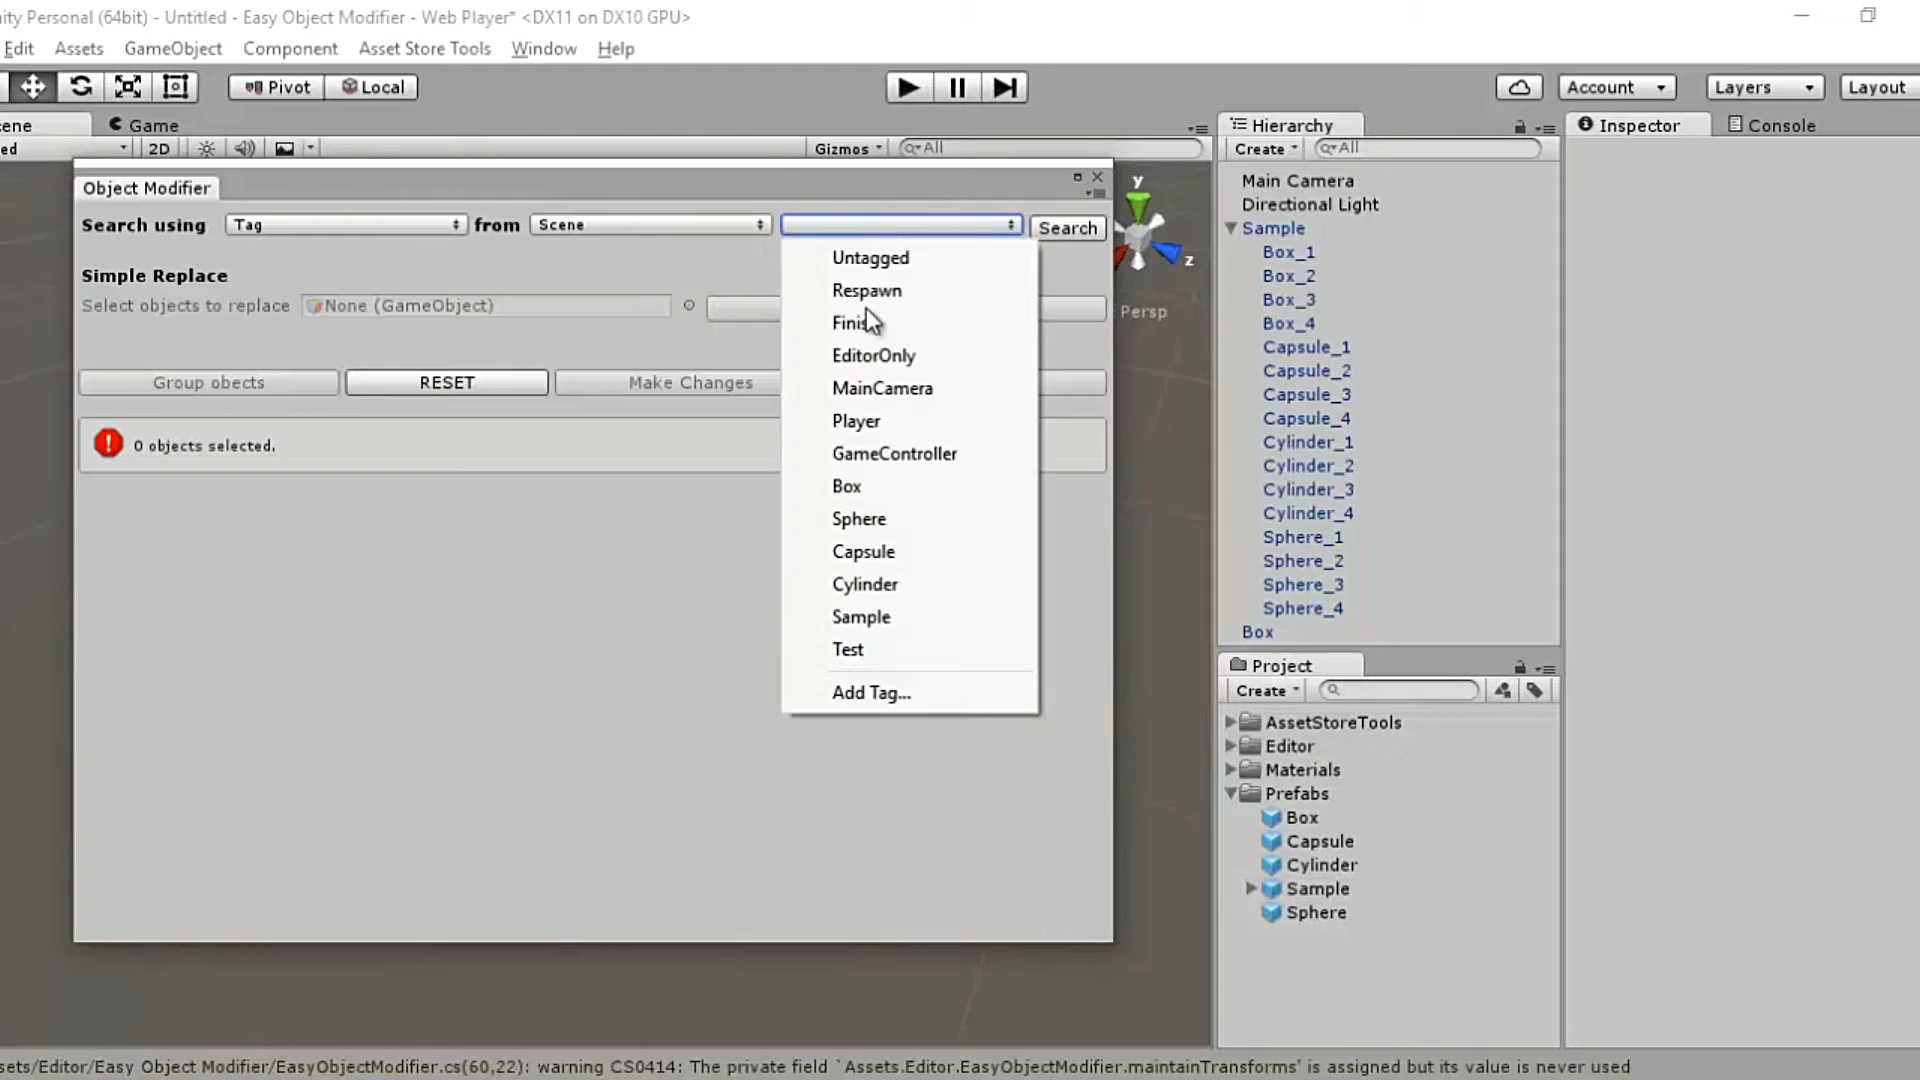 nity Personal (64bit) - Untitled - Easy Object Modifier - Web Player* <DX11 on DX10 GPU>
Edit Assets GameObject Component Asset Store Tools Window Help
Pivot Local Account Layers Layout
ene Game Hierarchy Inspector Console
ed 2D Gizmos All Create All
Object Modifier
Search using Tag from Scene Search
Simple Replace
Select objects to replace None (GameObject)
Group obects RESET Make Changes
0 objects selected.
Untagged
Respawn
Finis
EditorOnly
MainCamera
Player
GameController
Box
Sphere
Capsule
Cylinder
Sample
Test
Add Tag...
y
z
Persp
Main Camera
Directional Light
Sample
Box_1
Box_2
Box_3
Box_4
Capsule_1
Capsule_2
Capsule_3
Capsule_4
Cylinder_1
Cylinder_2
Cylinder_3
Cylinder_4
Sphere_1
Sphere_2
Sphere_3
Sphere_4
Box
Project
Create
AssetStoreTools
Editor
Materials
Prefabs
Box
Capsule
Cylinder
Sample
Sphere
sets/Editor/Easy Object Modifier/EasyObjectModifier.cs(60,22): warning CS0414: The private field `Assets.Editor.EasyObjectModifier.maintainTransforms' is assigned but its value is never used